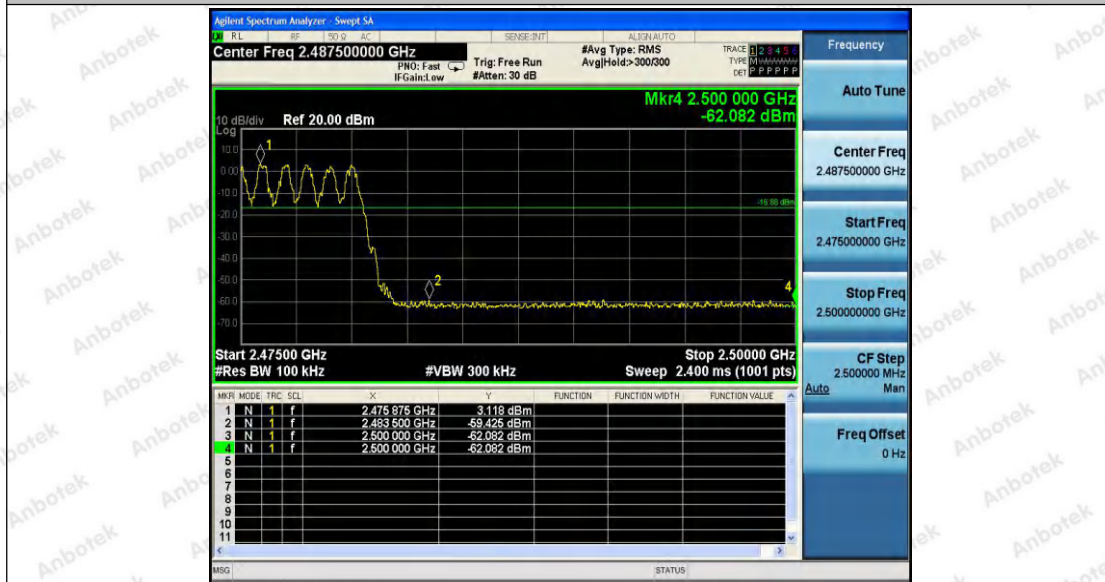 Agilent Spectrum Analyzer - Swept SA
RL RF 50 Ω AC SENSE:INT ALIGN AUTO
Center Freq 2.487500000 GHz
PNO: Fast
IFGain:Low
Trig: Free Run
#Atten: 30 dB
#Avg Type: RMS
Avg|Hold:>300/300
TRACE 1 2 3 4 5 6
TYPE M
DET P P P P P P
Mkr4 2.500 000 GHz
-62.082 dBm
10 dB/div Ref 20.00 dBm
Log
10.0
0.00
-10.0
-20.0
-30.0
-40.0
-50.0
-60.0
-70.0
1
2
4
-16.88 dBm
Start 2.47500 GHz Stop 2.50000 GHz
#Res BW 100 kHz #VBW 300 kHz Sweep 2.400 ms (1001 pts)
MKR MODE TRC SCL X Y FUNCTION FUNCTION WIDTH FUNCTION VALUE
1 N 1 f 2.475 875 GHz 3.118 dBm
2 N 1 f 2.483 500 GHz -59.425 dBm
3 N 1 f 2.500 000 GHz -62.082 dBm
4 N 1 f 2.500 000 GHz -62.082 dBm
5
6
7
8
9
10
11
MSG STATUS
Frequency
Auto Tune
Center Freq
2.487500000 GHz
Start Freq
2.475000000 GHz
Stop Freq
2.500000000 GHz
CF Step
2.500000 MHz
Auto Man
Freq Offset
0 Hz
Anbotek